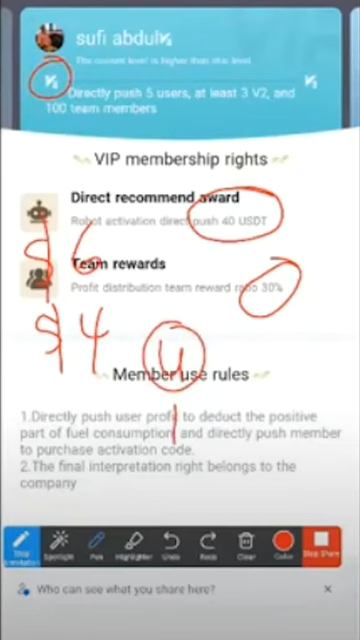 sufi abdul
The current level is higher than this level
Directly push 5 users, at least 3 V2, and
100 team members
VIP membership rights
Direct recommend award
Robot activation direct push 40 USDT
$ 6
Team rewards
Profit distribution team reward ratio 30%
$ 4
4
Member use rules
1
1.Directly push user profit to deduct the positive
part of fuel consumption, and directly push member
to purchase activation code.
2.The final interpretation right belongs to the
company
Stop Annotation Spotlight Pen Highlighter Undo Redo Clear Color Stop Share
Who can see what you share here?